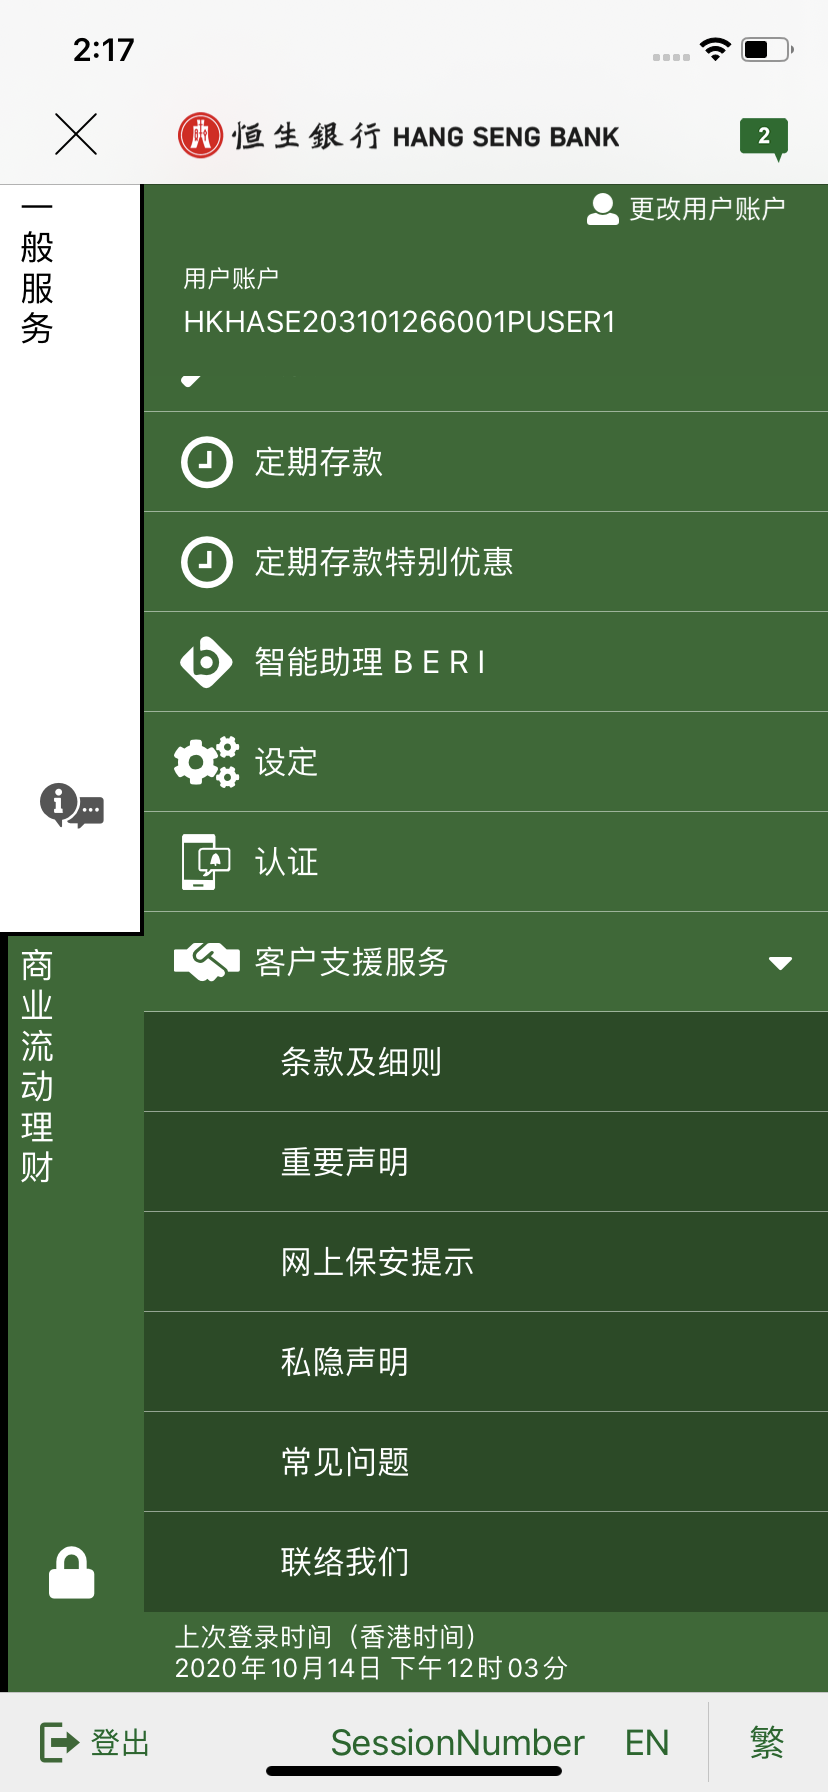 2:17
恒生銀行 HANG SENG BANK
2
一般服务
更改用户账户
用户账户
HKHASE203101266001PUSER1
定期存款
定期存款特别优惠
智能助理 B E R I
设定
认证
客户支援服务
条款及细则
重要声明
网上保安提示
私隐声明
常见问题
联络我们
商业流动理财
上次登录时间（香港时间）
2020年10月14日 下午12时03分
登出
SessionNumber
EN
繁